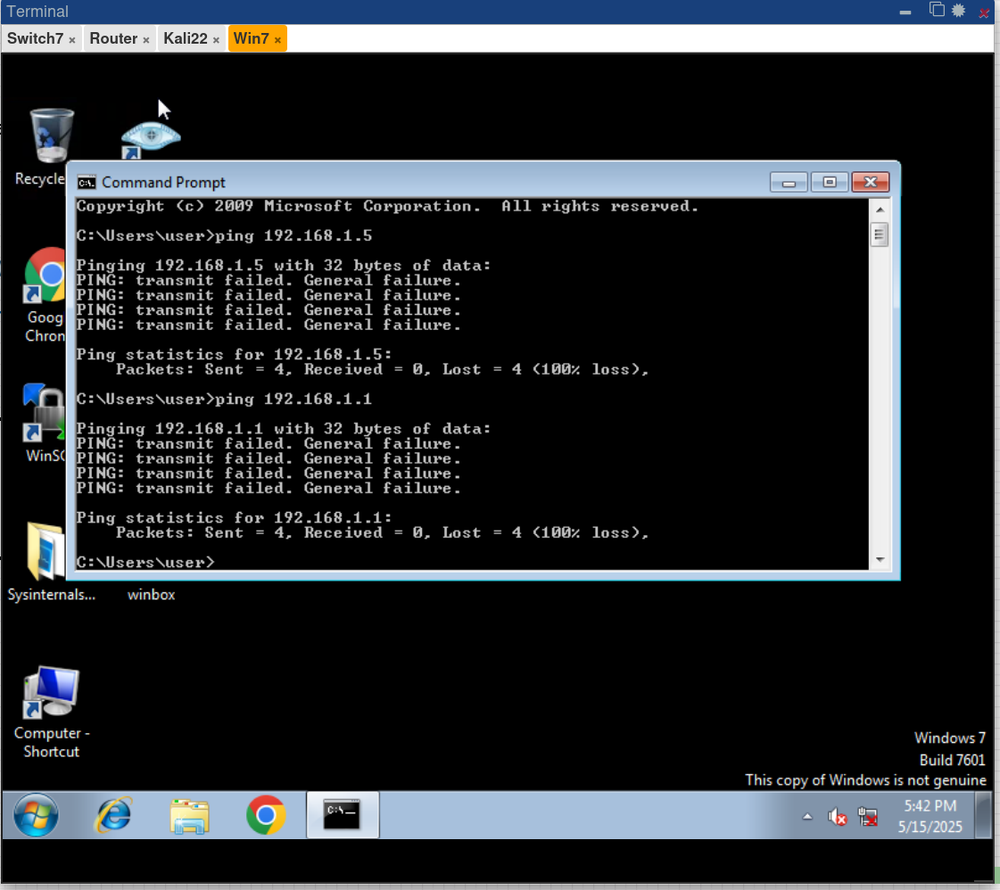 Terminal
Switch7 × Router × Kali22 × Win7 ×
Recycle
Command Prompt
Copyright (c) 2009 Microsoft Corporation.  All rights reserved.
C:\Users\user>ping 192.168.1.5
Pinging 192.168.1.5 with 32 bytes of data:
PING: transmit failed. General failure.
PING: transmit failed. General failure.
PING: transmit failed. General failure.
PING: transmit failed. General failure.
Ping statistics for 192.168.1.5:
    Packets: Sent = 4, Received = 0, Lost = 4 (100% loss),
C:\Users\user>ping 192.168.1.1
Pinging 192.168.1.1 with 32 bytes of data:
PING: transmit failed. General failure.
PING: transmit failed. General failure.
PING: transmit failed. General failure.
PING: transmit failed. General failure.
Ping statistics for 192.168.1.1:
    Packets: Sent = 4, Received = 0, Lost = 4 (100% loss),
C:\Users\user>
Goog
Chron
WinSC
Sysinternals...
winbox
Computer -
Shortcut
Windows 7
Build 7601
This copy of Windows is not genuine
C:\.
5:42 PM
5/15/2025